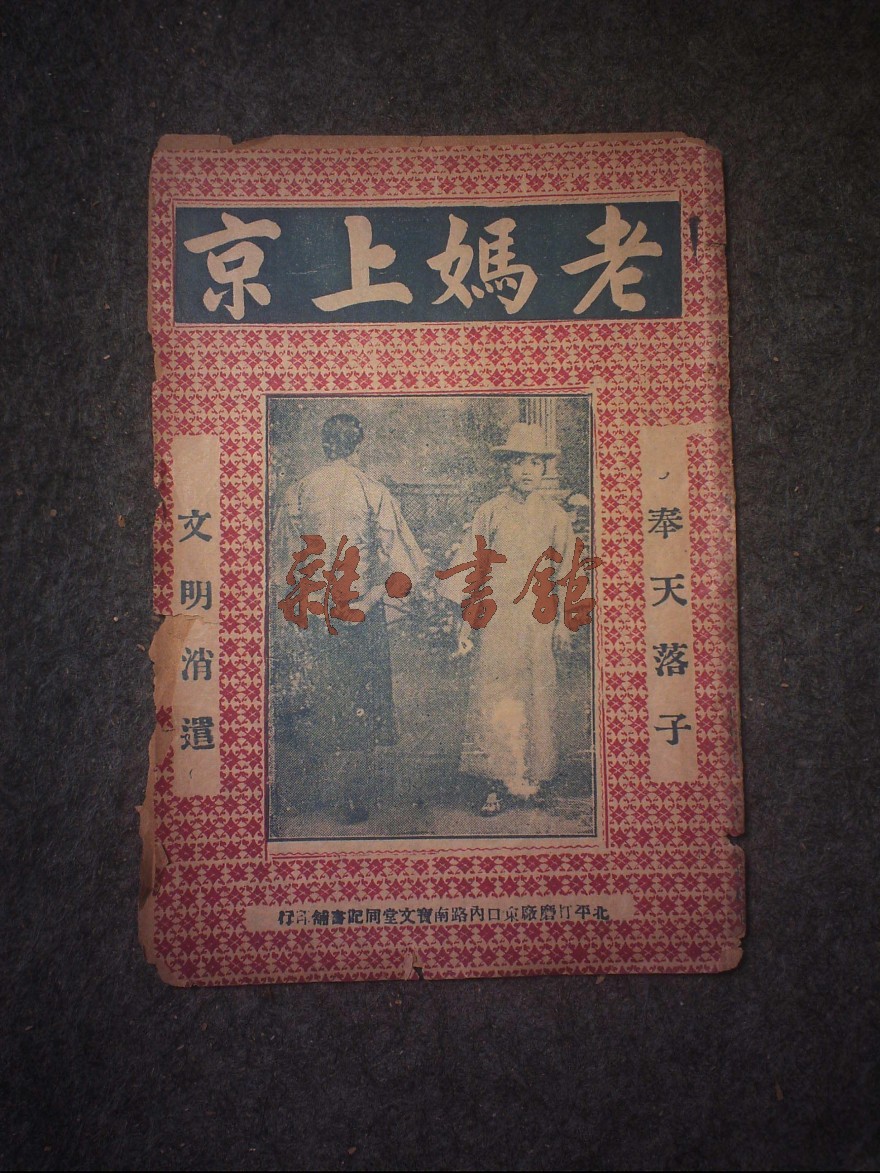 老媽上京
奉天落子
文明消遣
雜·書館
北平打磨廠東口內路南寶文堂同記書舖印行